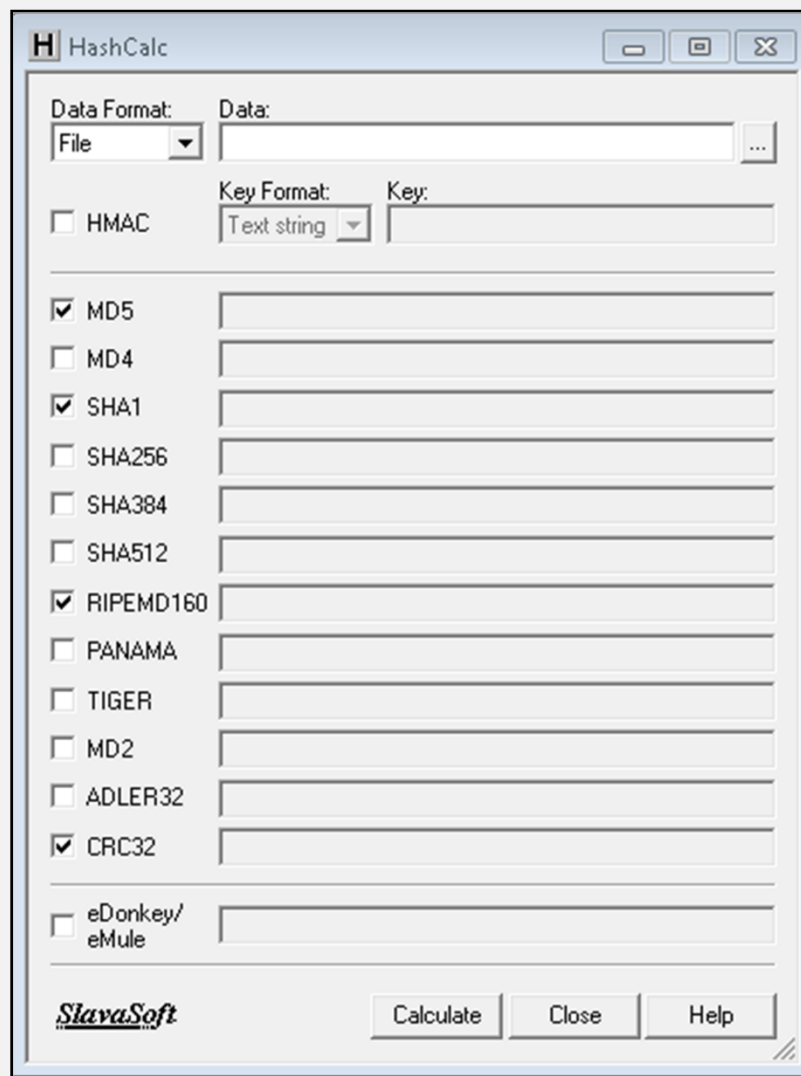 H HashCalc
Data Format: Data:
File ...
Key Format: Key:
HMAC Text string
MD5
MD4
SHA1
SHA256
SHA384
SHA512
RIPEMD160
PANAMA
TIGER
MD2
ADLER32
CRC32
eDonkey/
eMule
SlavaSoft Calculate Close Help